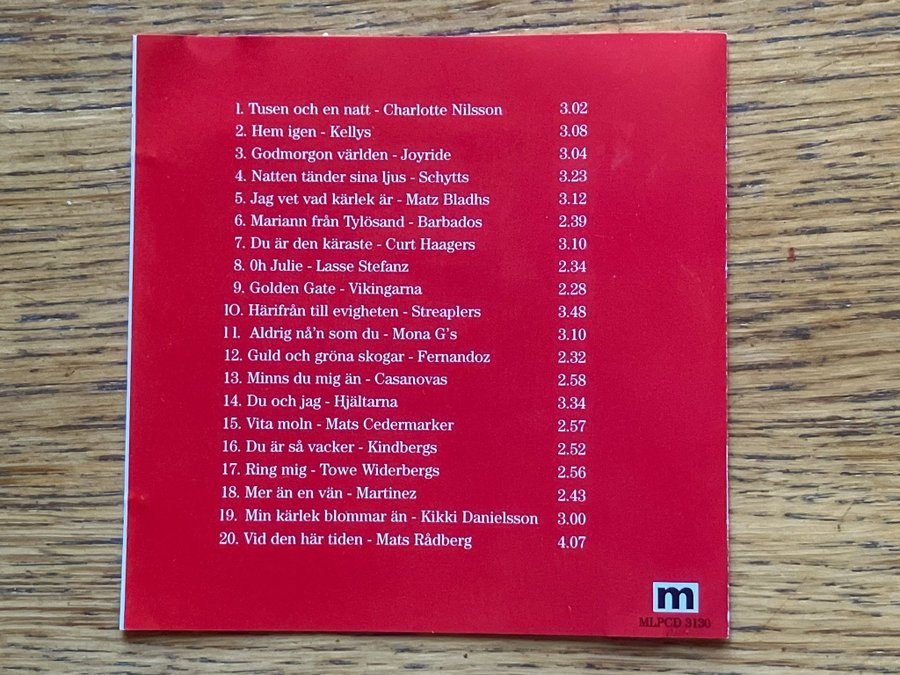 1. Tusen och en natt - Charlotte Nilsson 3.02
2. Hem igen - Kellys 3.08
3. Godmorgon världen - Joyride 3.04
4. Natten tänder sina ljus - Schytts 3.23
5. Jag vet vad kärlek är - Matz Bladhs 3.12
6. Mariann från Tylösand - Barbados 2.39
7. Du är den käraste - Curt Haagers 3.10
8. 0h Julie - Lasse Stefanz 2.34
9. Golden Gate - Vikingarna 2.28
10. Härifrån till evigheten - Streaplers 3.48
11. Aldrig nå'n som du - Mona G's 3.10
12. Guld och gröna skogar - Fernandoz 2.32
13. Minns du mig än - Casanovas 2.58
14. Du och jag - Hjältarna 3.34
15. Vita moln - Mats Cedermarker 2.57
16. Du är så vacker - Kindbergs 2.52
17. Ring mig - Towe Widerbergs 2.56
18. Mer än en vän - Martinez 2.43
19. Min kärlek blommar än - Kikki Danielsson 3.00
20. Vid den här tiden - Mats Rådberg 4.07
m
MLPCD 3130